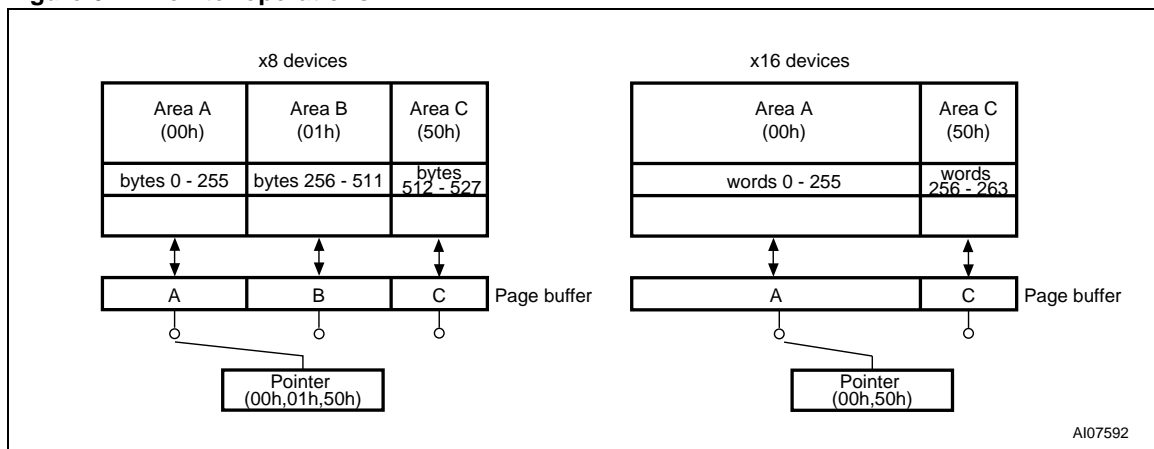 x8 devices
Area A
(00h)
Area B
(01h)
Area C
(50h)
bytes 0 - 255
bytes 256 - 511
bytes
512 - 527
A
B
C
Page buffer
Pointer
(00h,01h,50h)
x16 devices
Area A
(00h)
Area C
(50h)
words 0 - 255
words
256 - 263
A
C
Page buffer
Pointer
(00h,50h)
AI07592